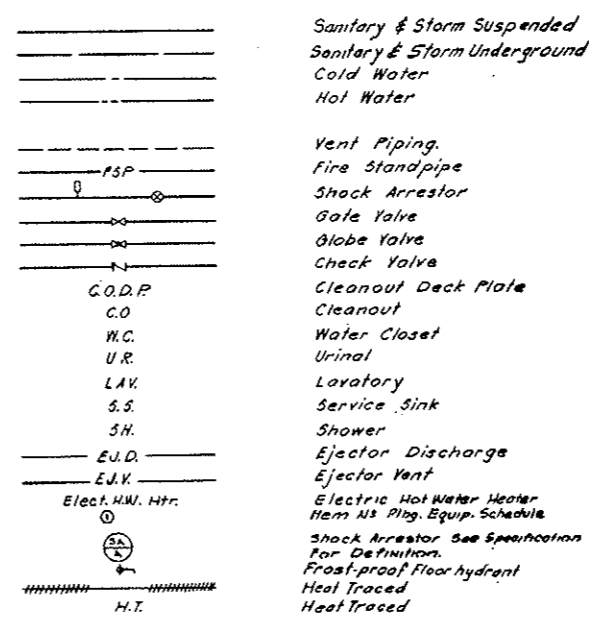 Sanitary & Storm Suspended
Sanitary & Storm Underground
Cold Water
Hot Water
Vent Piping.
F.S.P. Fire Standpipe
Shock Arrestor
Gate Valve
Globe Valve
Check Valve
C.O.D.P. Cleanout Deck Plate
C.O Cleanout
W.C. Water Closet
U.R. Urinal
LAV. Lavatory
S.S. Service Sink
SH. Shower
EJ.D. Ejector Discharge
EJ.V. Ejector Vent
Elect. H.W. Htr. Electric Hot Water Heater
1 Item No Plbg. Equip. Schedule
SA A Shock Arrestor See Specification
For Definition.
Frost-proof Floor hydrant
Heat Traced
H.T. Heat Traced